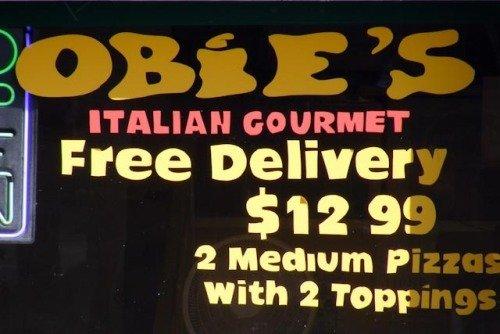 OBiE'S
ITALIAN GOURMET
Free Delivery
$12 99
2 Medium Pizzas
With 2 Toppings